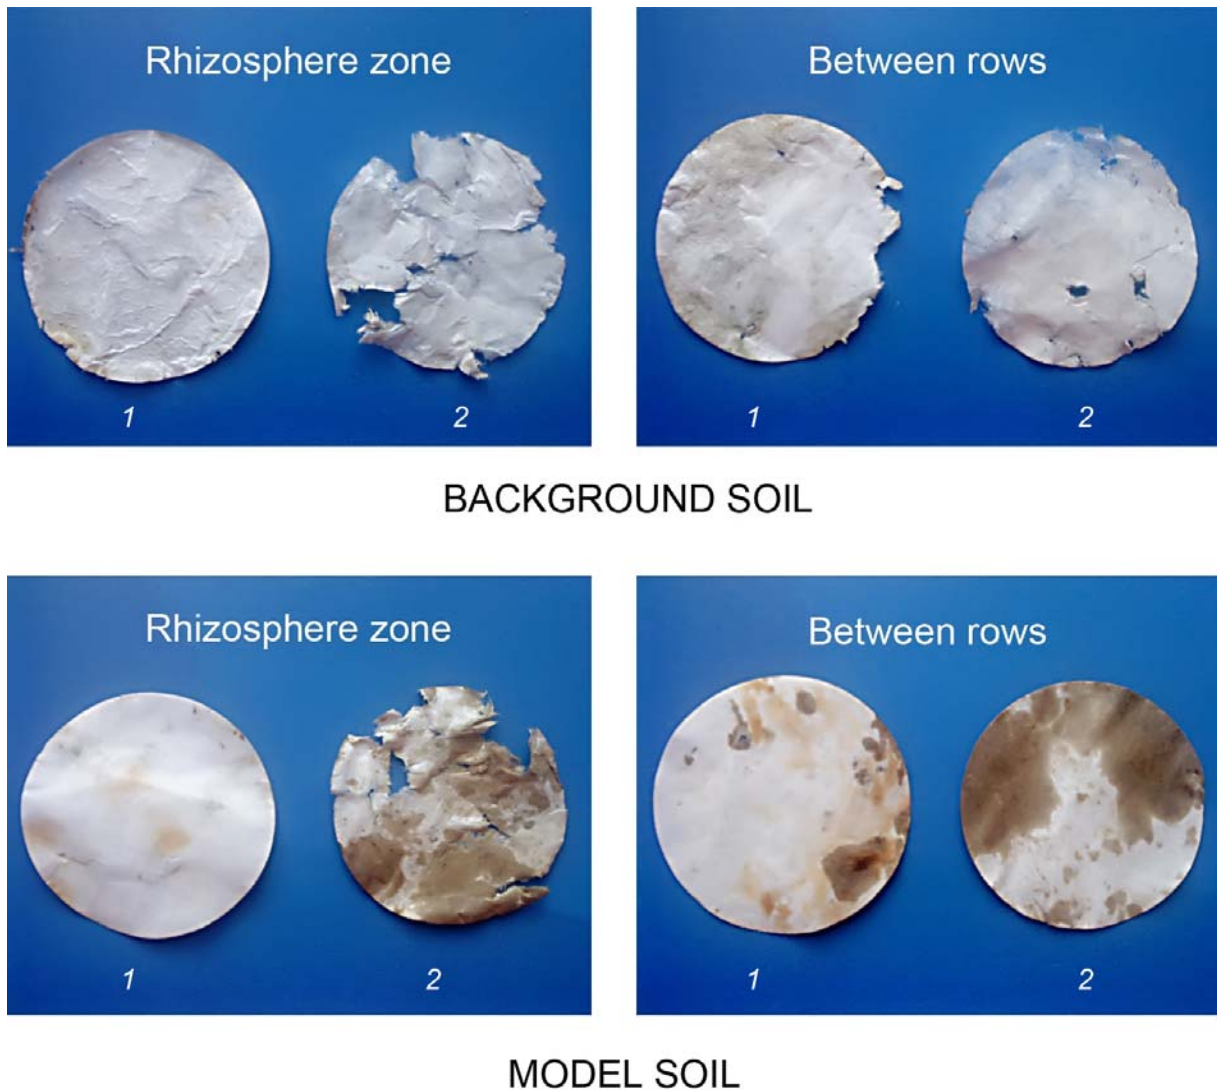 Rhizosphere zone
Between rows
1
2
1
2
BACKGROUND SOIL
Rhizosphere zone
Between rows
1
2
1
2
MODEL SOIL